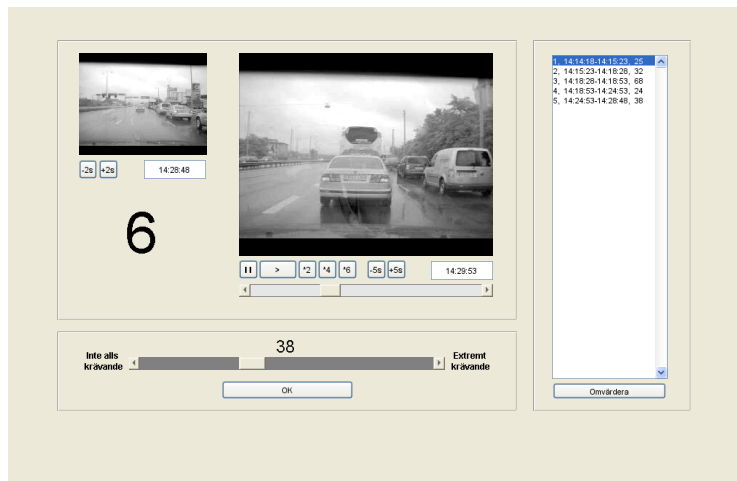 -2s +2s 14:28:48
6
II > *2 *4 *6 -5s +5s 14:29:53
38
Inte alls
krävande
Extremt
krävande
OK
1, 14:14:18-14:15:23, 25
2, 14:15:23-14:18:28, 32
3, 14:18:28-14:18:53, 68
4, 14:18:53-14:24:53, 24
5, 14:24:53-14:28:48, 38
Omvärdera